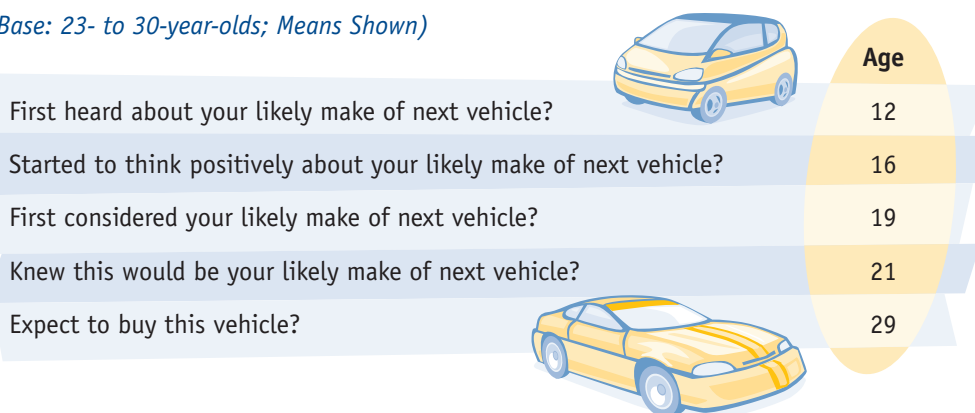 Base: 23- to 30-year-olds; Means Shown)
Age
First heard about your likely make of next vehicle? 12
Started to think positively about your likely make of next vehicle? 16
First considered your likely make of next vehicle? 19
Knew this would be your likely make of next vehicle? 21
Expect to buy this vehicle? 29